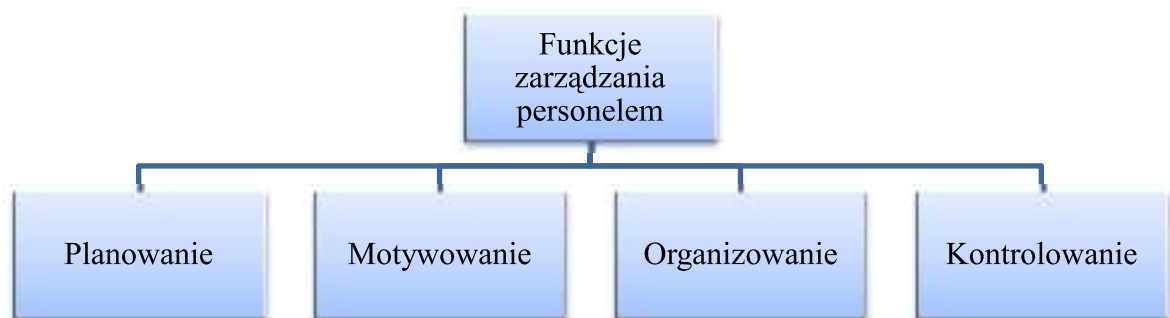 Funkcje
zarządzania
personelem
Planowanie
Motywowanie
Organizowanie
Kontrolowanie